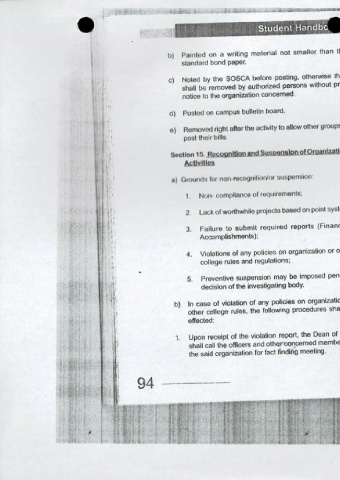 Student Handbo
b) Painted on a writing material not smaller than t
standard bond paper.
c) Noted by the SOSCA before posting, otherwise th
shall be removed by authorized persons without pr
notice to the organization concerned.
d) Posted on campus bulletin board.
e) Removed right after the activity to allow other groups
post their bills.
Section 15. Recognition and Suspension of Organizati
Activities
a) Grounds for non-recognition/or suspension:
1. Non- compliance of requirements;
2. Lack of worthwhile projects based on point syst
3. Failure to submit required reports (Financ
Accomplishments);
4. Violations of any policies on organization or o
college rules and regulations;
5. Preventive suspension may be imposed pen
decision of the investigating body.
b) In case of violation of any policies on organizatio
other college rules, the following procedures sha
effected:
1. Upon receipt of the violation report, the Dean of
shall call the officers and other concerned membe
the said organization for fact finding meeting.
94